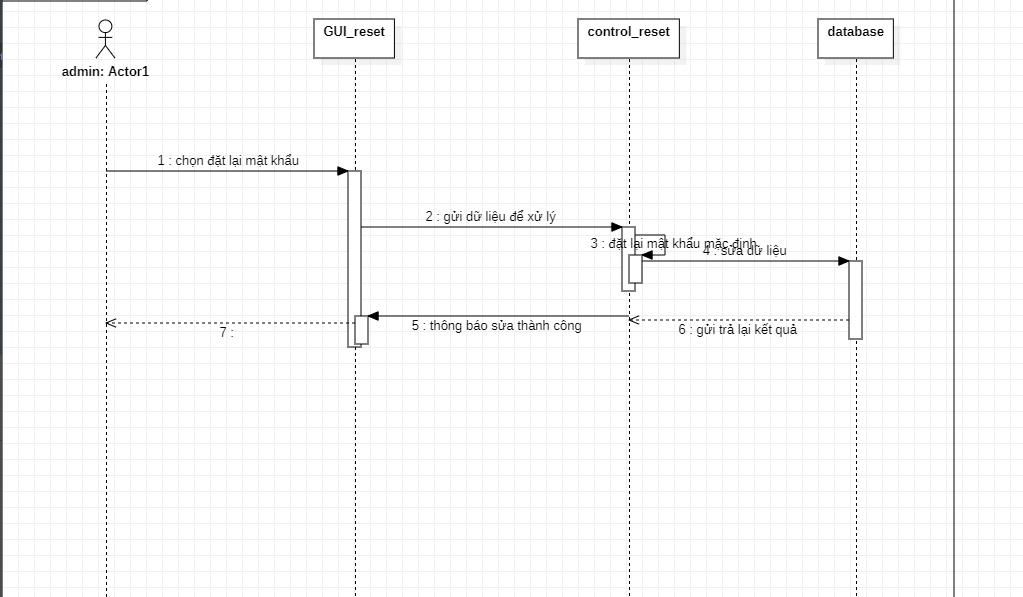 GUI_reset
control_reset
database
admin: Actor1
1 : chọn đặt lại mật khẩu
2 : gửi dữ liệu để xử lý
3 : đặt lại mật khẩu mặc định
4 : sửa dữ liệu
5 : thông báo sửa thành công
6 : gửi trả lại kết quả
7 :